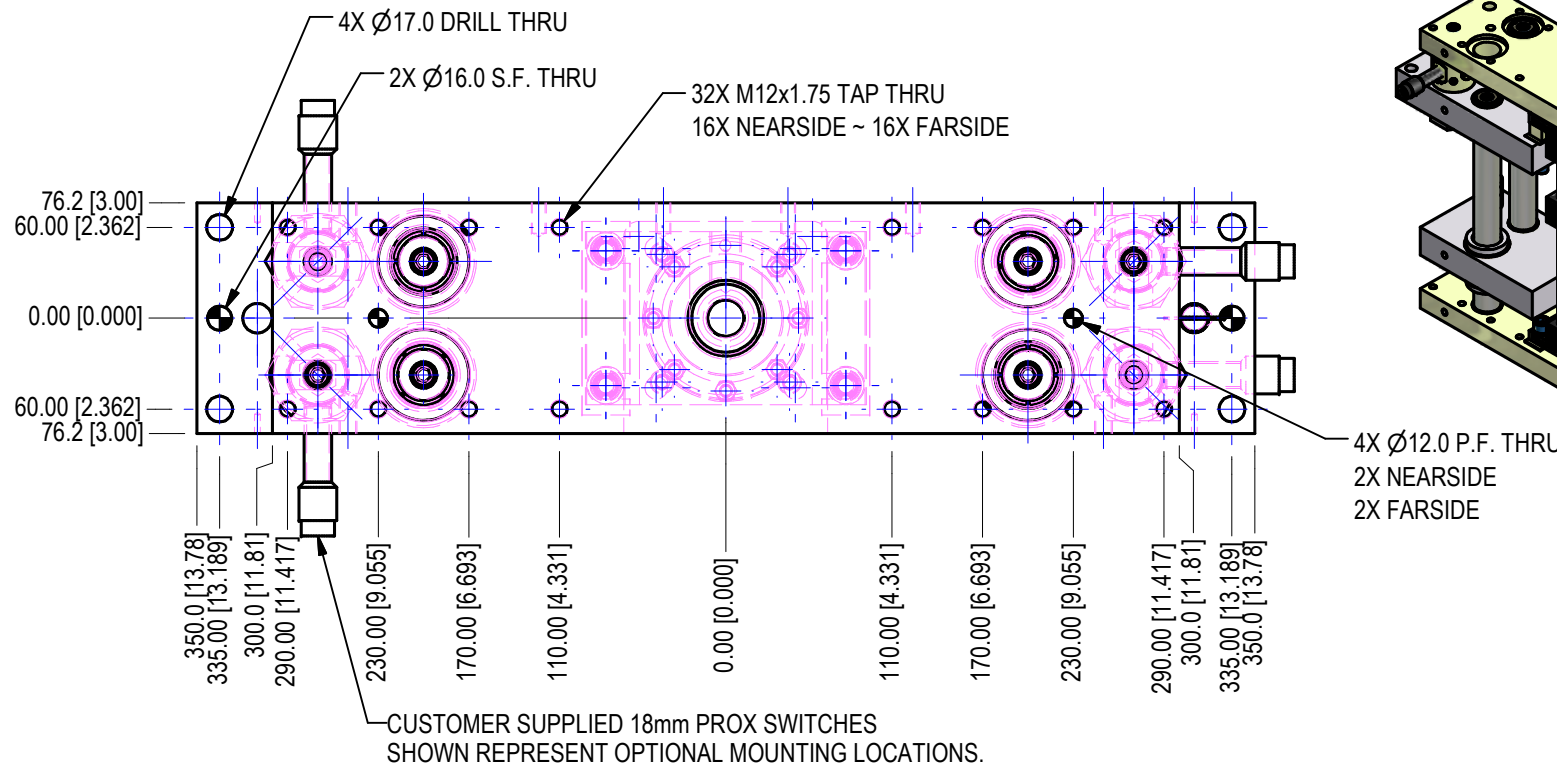 4X Ø17.0 DRILL THRU
2X Ø16.0 S.F. THRU
32X M12x1.75 TAP THRU
16X NEARSIDE ~ 16X FARSIDE
76.2 [3.00]
60.00 [2.362]
0.00 [0.000]
60.00 [2.362]
76.2 [3.00]
4X Ø12.0 P.F. THRU
2X NEARSIDE
2X FARSIDE
350.0 [13.78]
335.00 [13.189]
300.0 [11.81]
290.00 [11.417]
230.00 [9.055]
170.00 [6.693]
110.00 [4.331]
0.00 [0.000]
110.00 [4.331]
170.00 [6.693]
230.00 [9.055]
290.00 [11.417]
300.0 [11.81]
335.00 [13.189]
350.0 [13.78]
CUSTOMER SUPPLIED 18mm PROX SWITCHES
SHOWN REPRESENT OPTIONAL MOUNTING LOCATIONS.